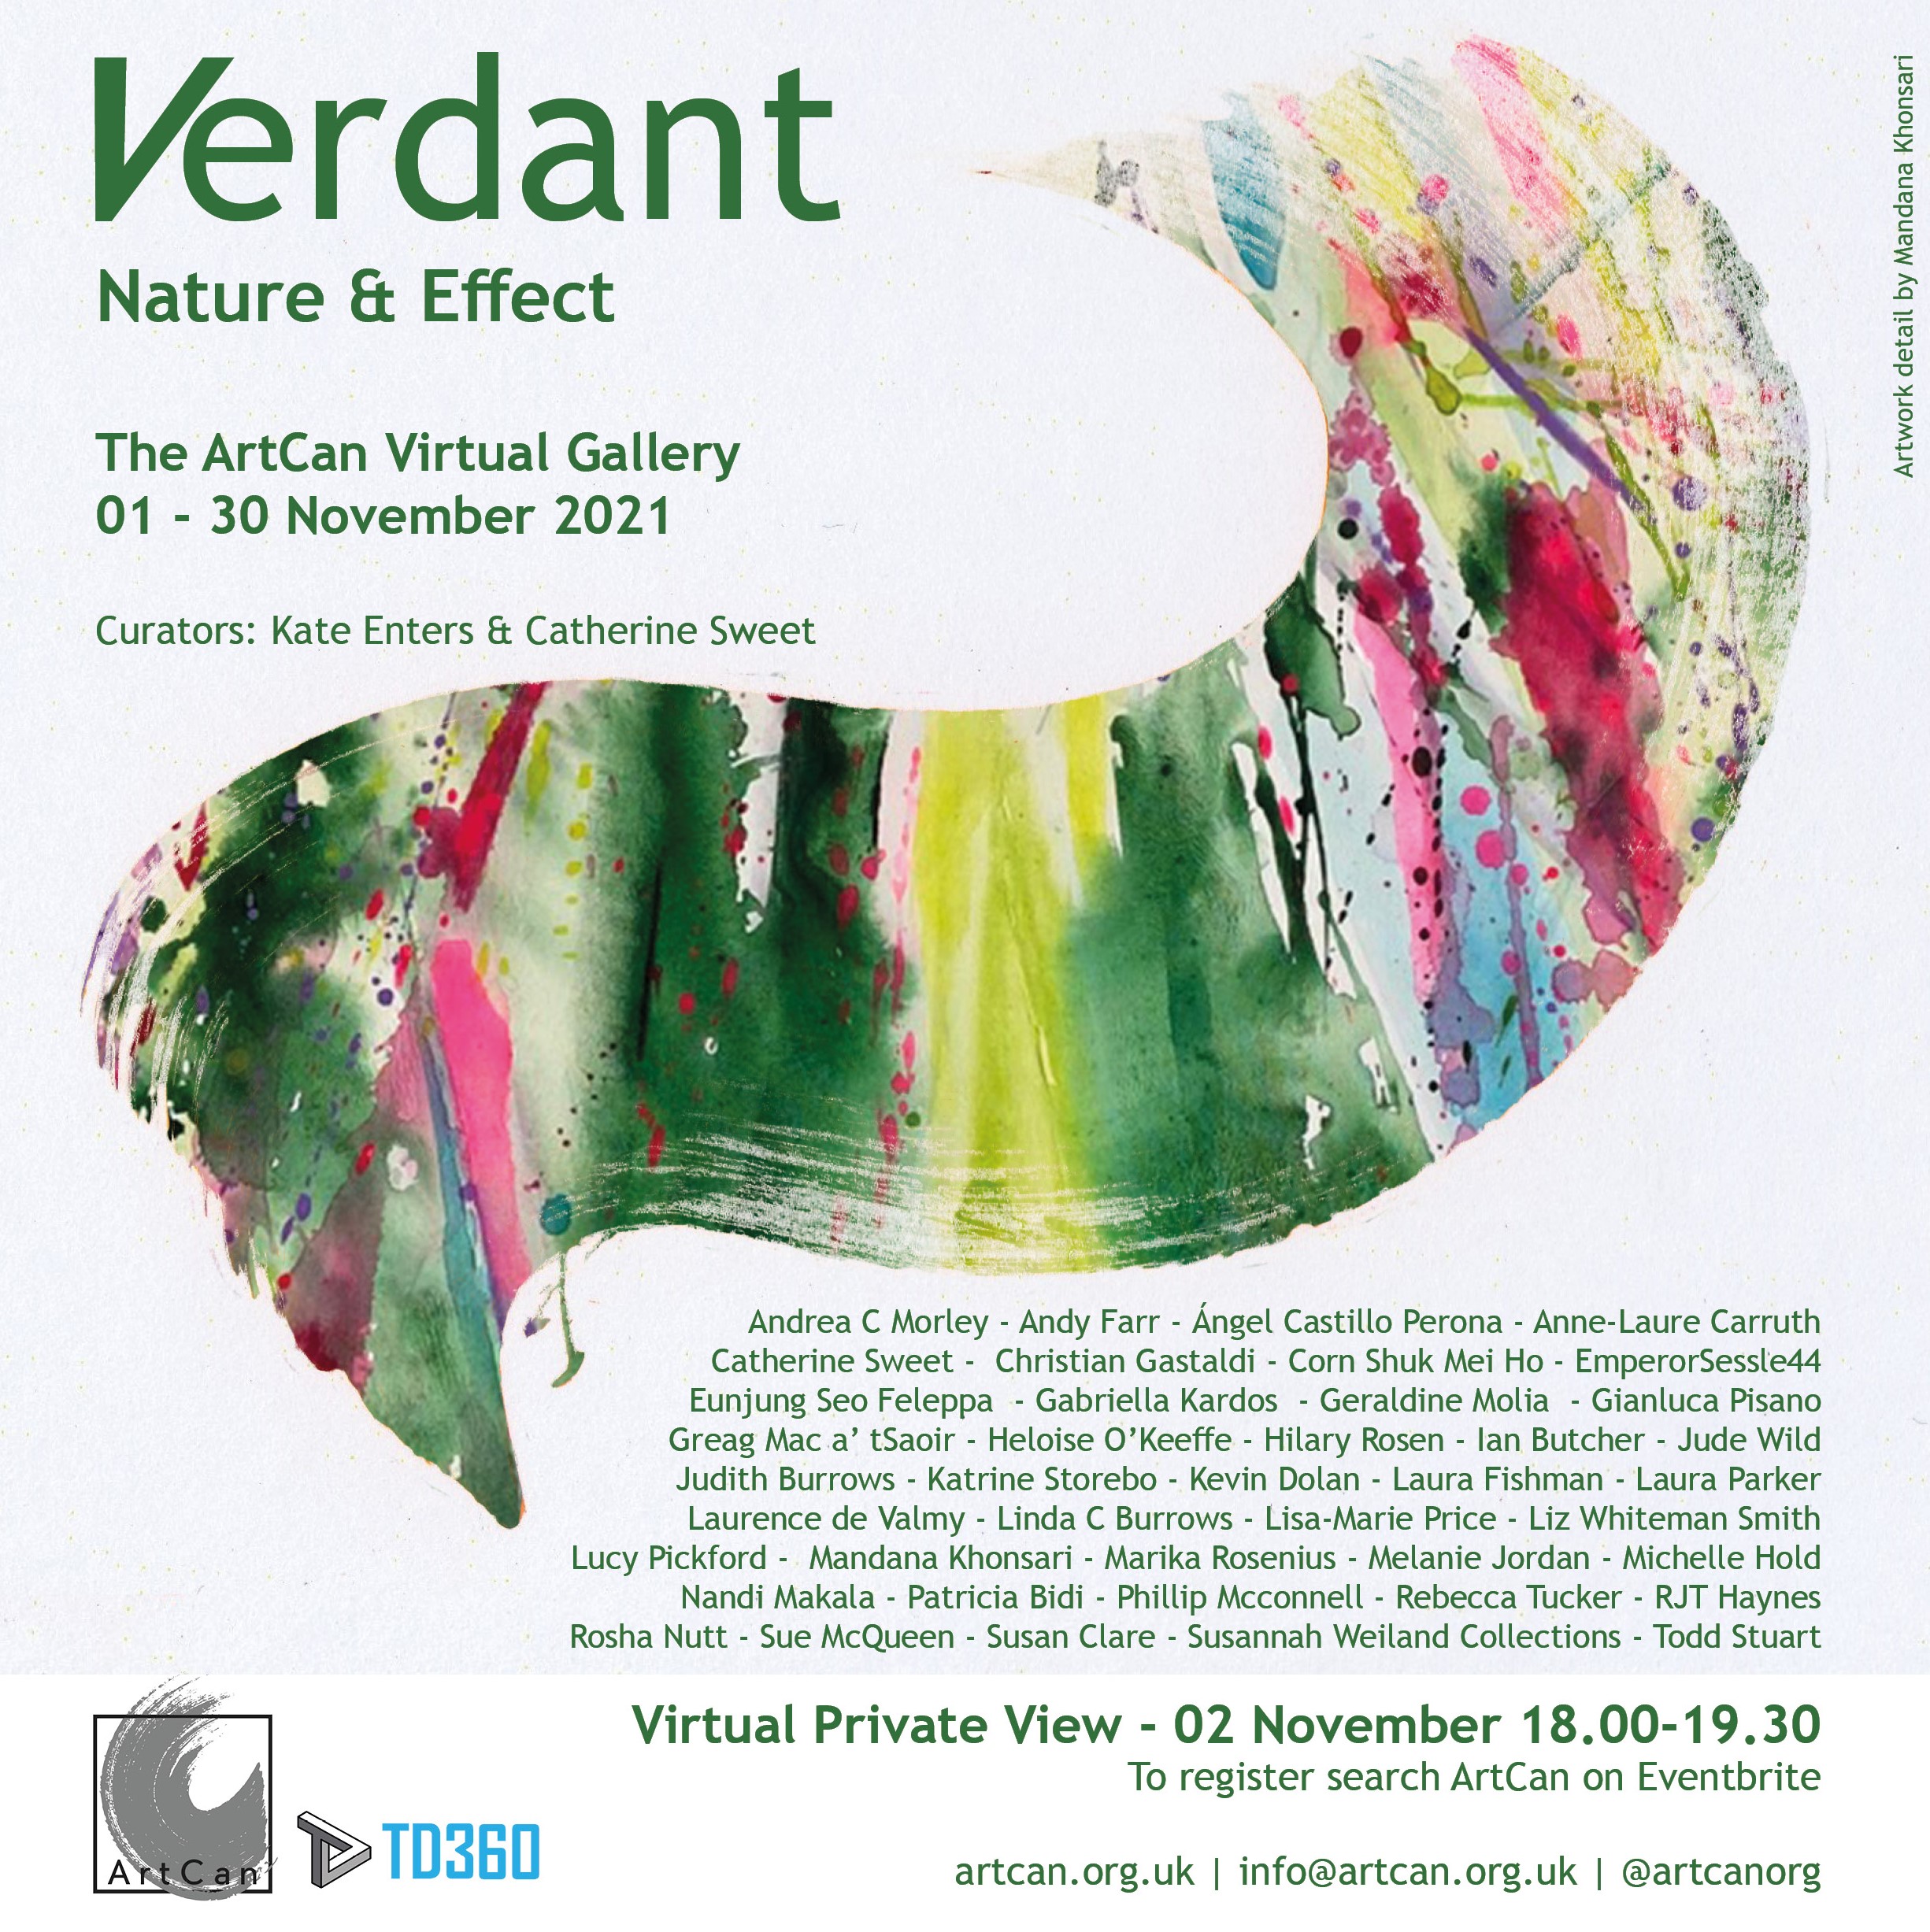 Verdant
Nature & Effect
The ArtCan Virtual Gallery
01 - 30 November 2021
Curators: Kate Enters & Catherine Sweet
Artwork detail by Mandana Khonsari
Andrea C Morley - Andy Farr - Ángel Castillo Perona - Anne-Laure Carruth
Catherine Sweet -  Christian Gastaldi - Corn Shuk Mei Ho - EmperorSessle44
Eunjung Seo Feleppa  - Gabriella Kardos  - Geraldine Molia  - Gianluca Pisano
Greag Mac a’ tSaoir - Heloise O’Keeffe - Hilary Rosen - Ian Butcher - Jude Wild
Judith Burrows - Katrine Storebo - Kevin Dolan - Laura Fishman - Laura Parker
Laurence de Valmy - Linda C Burrows - Lisa-Marie Price - Liz Whiteman Smith
Lucy Pickford -  Mandana Khonsari - Marika Rosenius - Melanie Jordan - Michelle Hold
Nandi Makala - Patricia Bidi - Phillip Mcconnell - Rebecca Tucker - RJT Haynes
Rosha Nutt - Sue McQueen - Susan Clare - Susannah Weiland Collections - Todd Stuart
Virtual Private View - 02 November 18.00-19.30
To register search ArtCan on Eventbrite
ArtCan
TD360
artcan.org.uk | info@artcan.org.uk | @artcanorg